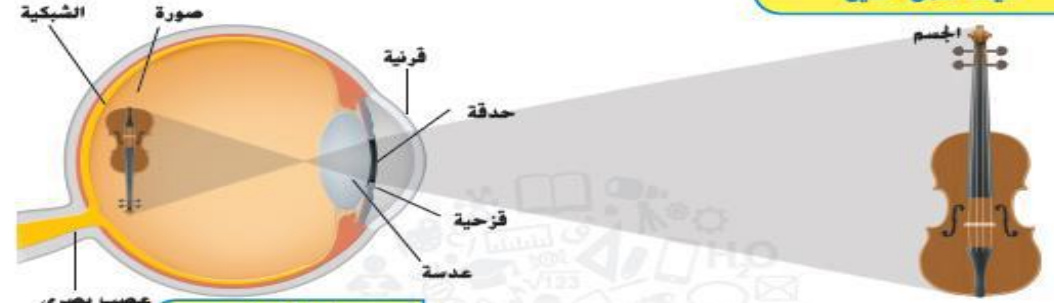 الجسم
قرنية
حدقة
قزحية
عدسة
صورة
الشبكية
عصب بصري